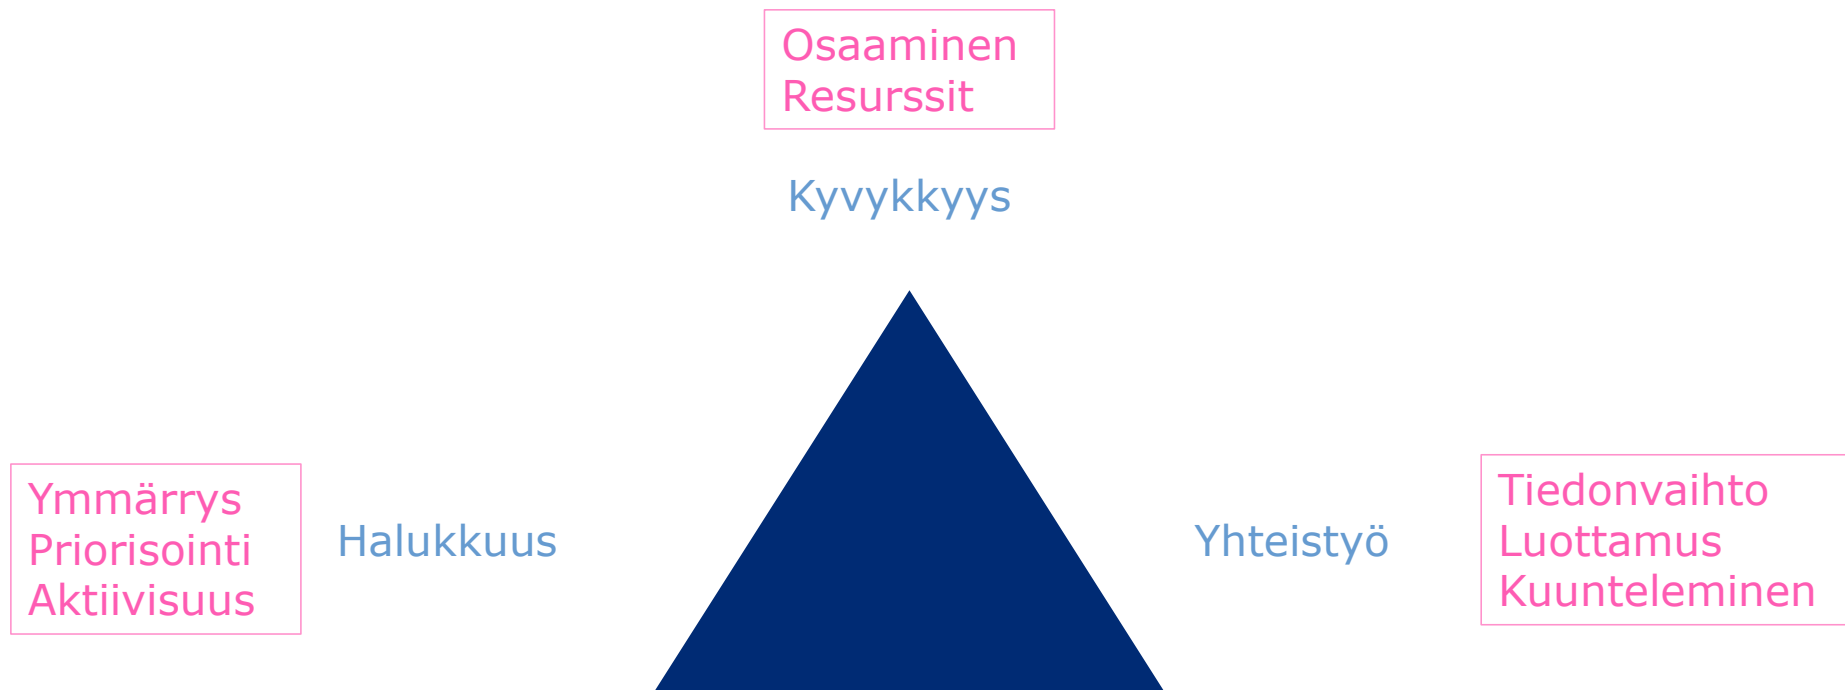 Osaaminen
Resurssit
Kyvykkyys
Ymmärrys
Priorisointi
Aktiivisuus
Halukkuus
Yhteistyö
Tiedonvaihto
Luottamus
Kuunteleminen